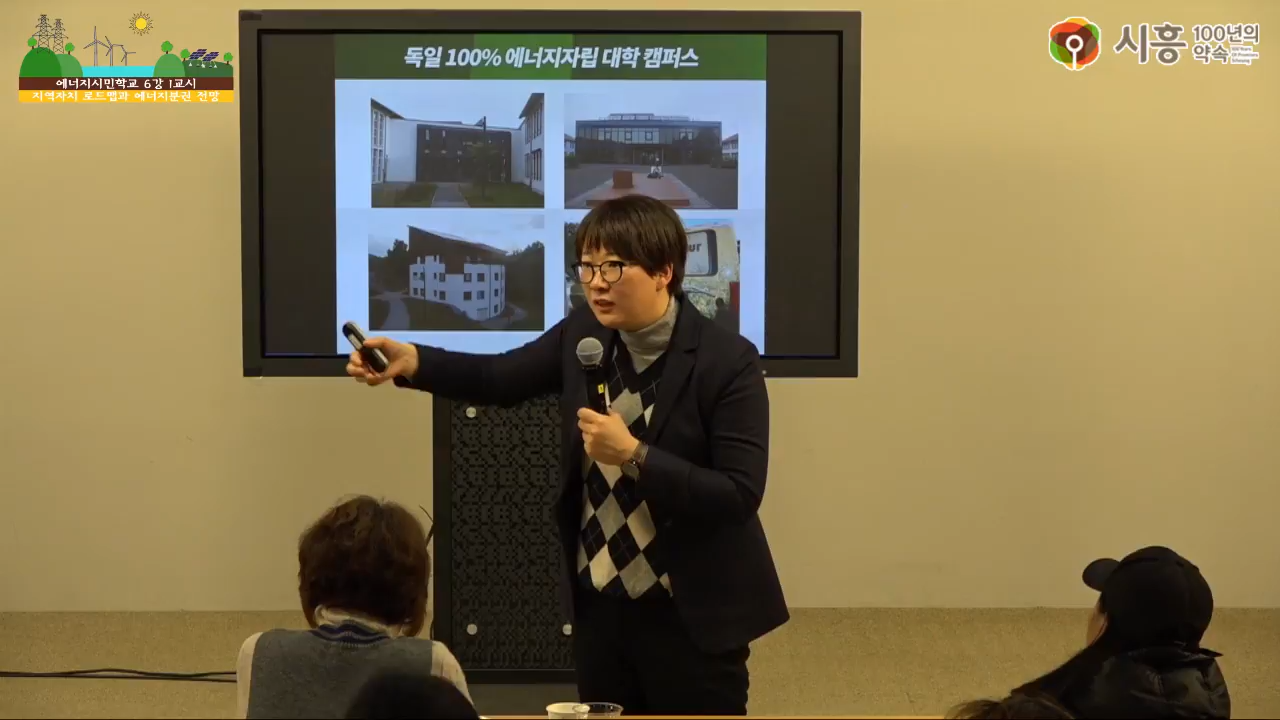 에너지시민학교 6강 1교시
지역자치 로드맵과 에너지분권 전망
독일 100% 에너지자립 대학 캠퍼스
시흥 100년의
약속
ur